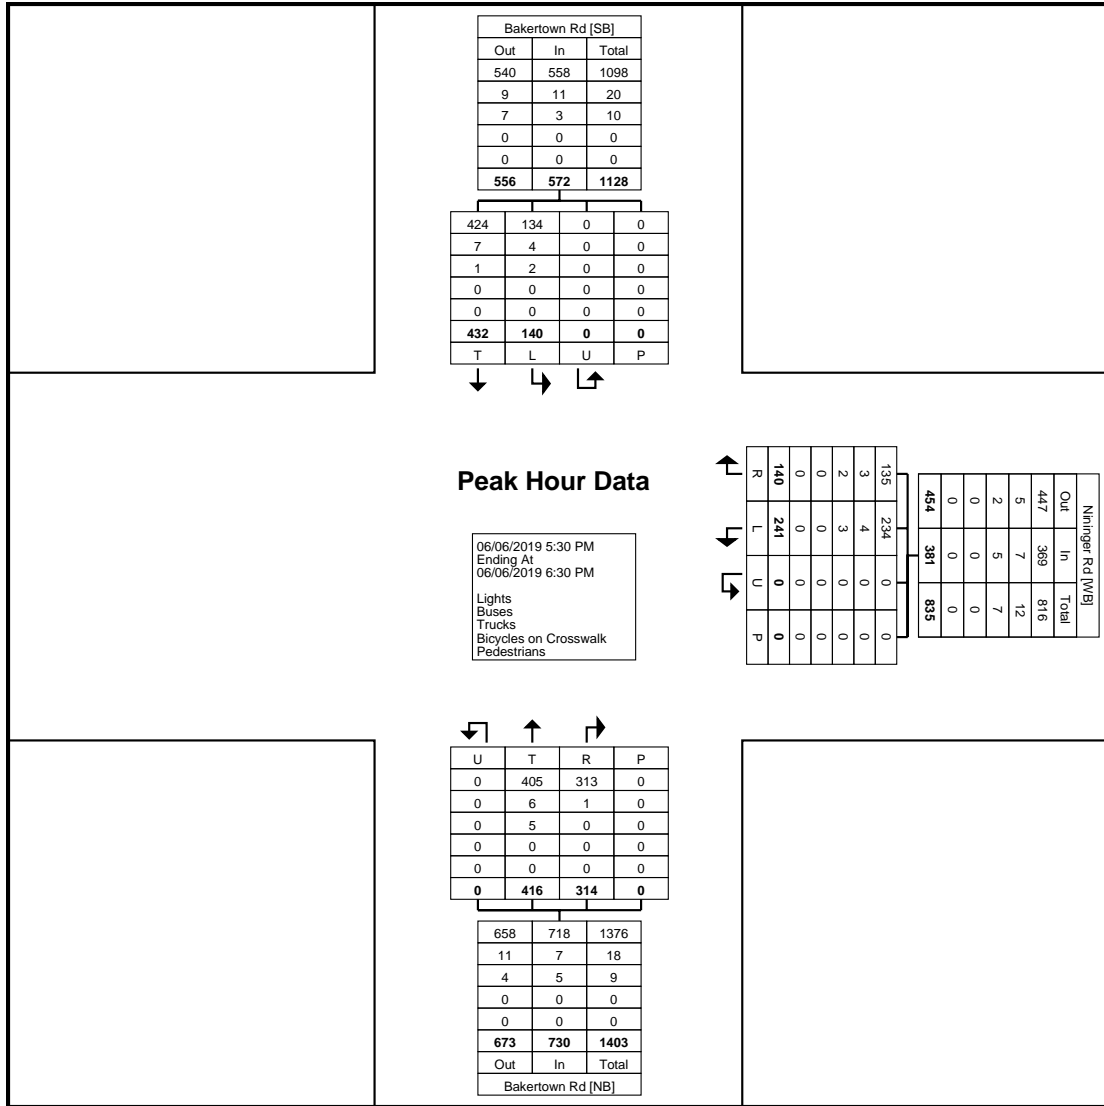 Bakertown Rd [SB]
Out In Total
540 558 1098
9 11 20
7 3 10
0 0 0
0 0 0
556 572 1128
424 134 0 0
7 4 0 0
1 2 0 0
0 0 0 0
0 0 0 0
432 140 0 0
T L U P
Peak Hour Data
06/06/2019 5:30 PM
Ending At
06/06/2019 6:30 PM
Lights
Buses
Trucks
Bicycles on Crosswalk
Pedestrians
Nininger Rd [WB]
Out In Total
447 369 816
5 7 12
2 5 7
0 0 0
0 0 0
454 381 835
135 234 0 0
3 4 0 0
2 3 0 0
0 0 0 0
0 0 0 0
140 241 0 0
R L U P
U T R P
0 405 313 0
0 6 1 0
0 5 0 0
0 0 0 0
0 0 0 0
0 416 314 0
658 718 1376
11 7 18
4 5 9
0 0 0
0 0 0
673 730 1403
Out In Total
Bakertown Rd [NB]